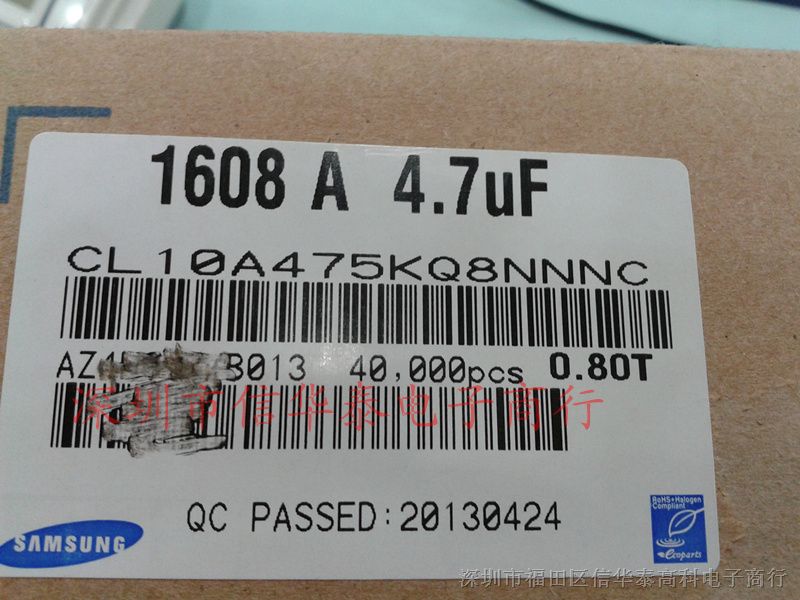 1608 A 4.7uF
CL10A475KQ8NNNC
B013 40,000pcs 0.80T
深圳市信华泰电子商行
QC PASSED:20130424
RoHS+Halogen
Compliant
SAMSUNG
ecoparts
深圳市福田区信华泰高科电子商行